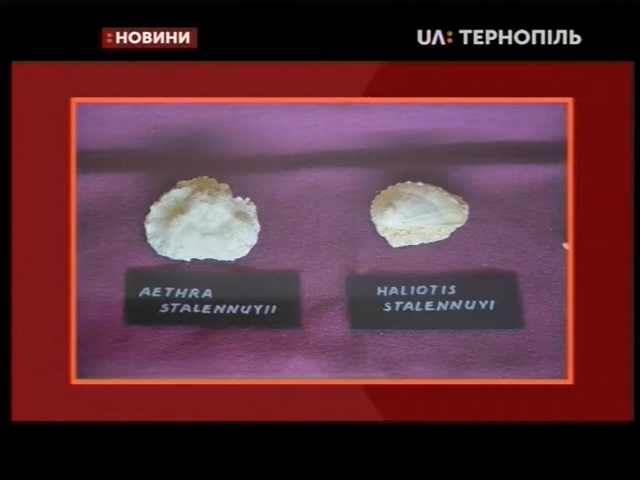 :НОВИНИ
UA: ТЕРНОПІЛЬ
AETHRA
STALENNUYII
HALIOTIS
STALENNUYI